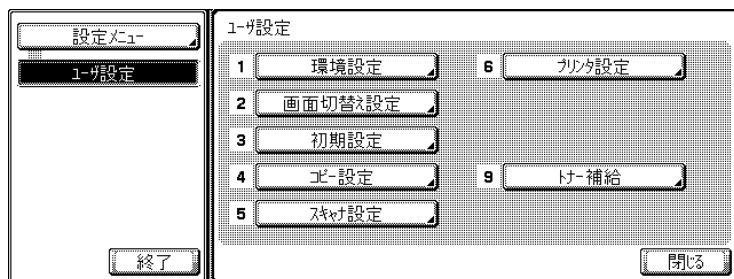 設定ﾒﾆｭｰ
ﾕｰｻﾞ設定
終了
ﾕｰｻﾞ設定
1 環境設定
2 画面切替え設定
3 初期設定
4 ｺﾋﾟｰ設定
5 ｽｷｬﾅ設定
6 ﾌﾟﾘﾝﾀ設定
9 ﾄﾅｰ補給
閉じる